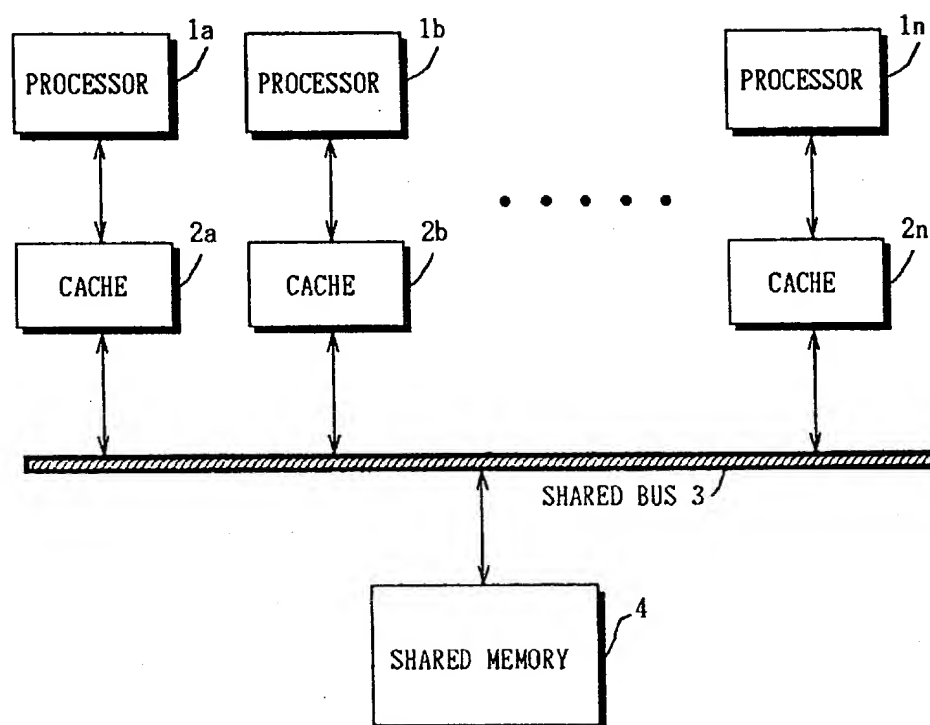 1a
1b
1n
PROCESSOR
PROCESSOR
PROCESSOR
2a
2b
2n
CACHE
CACHE
CACHE
SHARED BUS 3
4
SHARED MEMORY